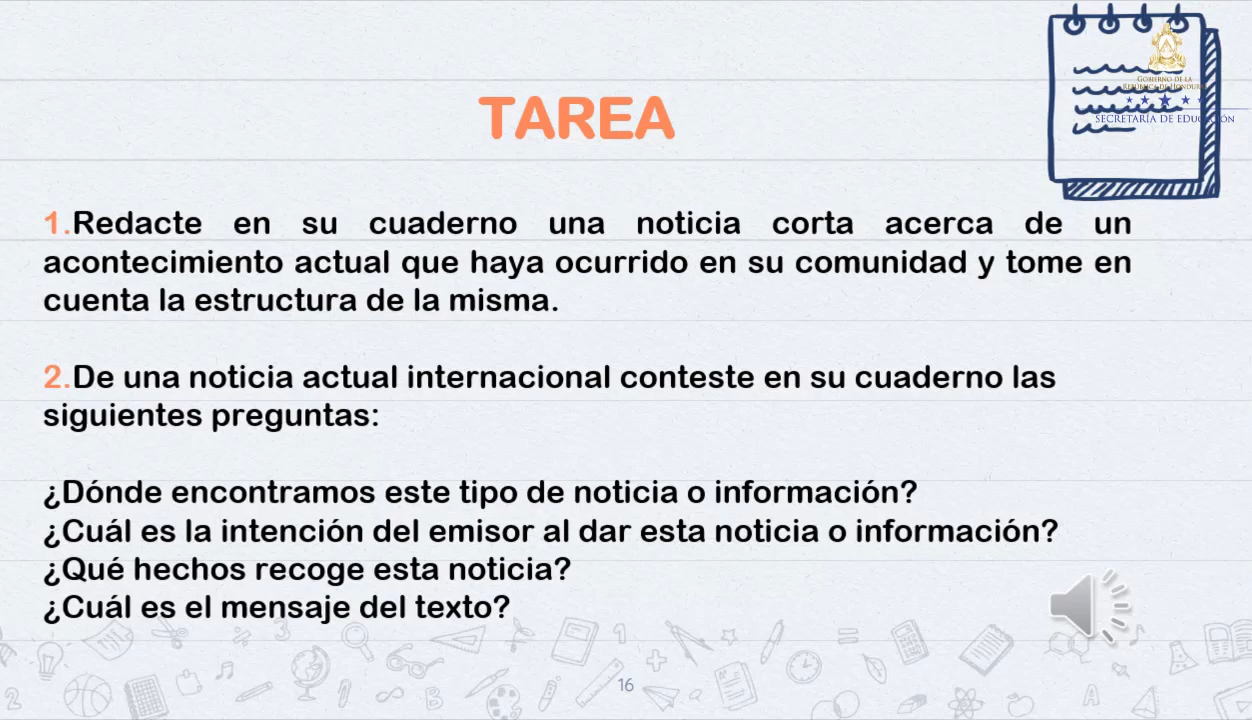 GOBIERNO DE LA
REPÚBLICA DE HONDUR
SECRETARÍA DE EDUCACIÓN
TAREA
1.Redacte en su cuaderno una noticia corta acerca de un
acontecimiento actual que haya ocurrido en su comunidad y tome en
cuenta la estructura de la misma.
2.De una noticia actual internacional conteste en su cuaderno las
siguientes preguntas:
¿Dónde encontramos este tipo de noticia o información?
¿Cuál es la intención del emisor al dar esta noticia o información?
¿Qué hechos recoge esta noticia?
¿Cuál es el mensaje del texto?
16